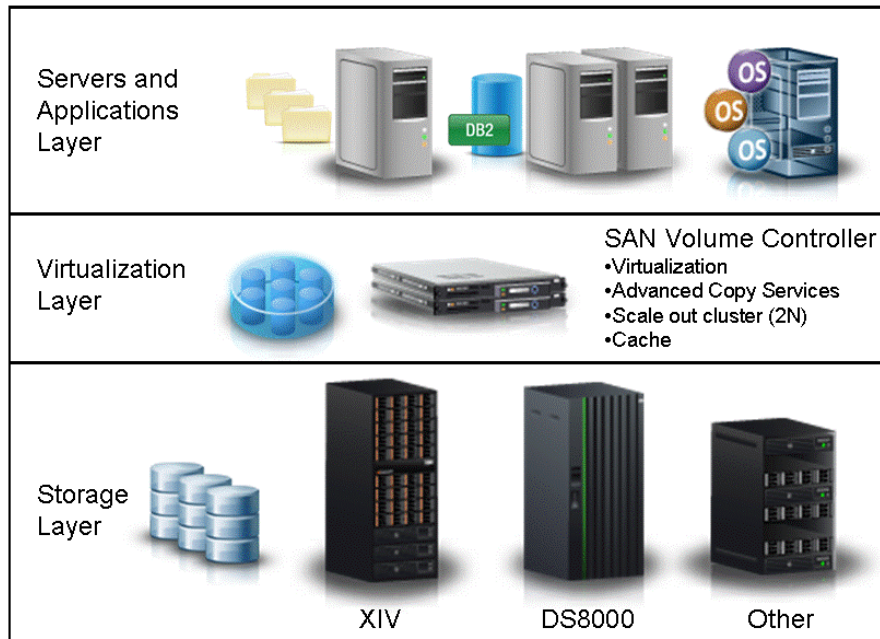 Servers and
Applications
Layer
DB2
OS
OS
OS
Virtualization
Layer
SAN Volume Controller
•Virtualization
•Advanced Copy Services
•Scale out cluster (2N)
•Cache
Storage
Layer
XIV
DS8000
Other